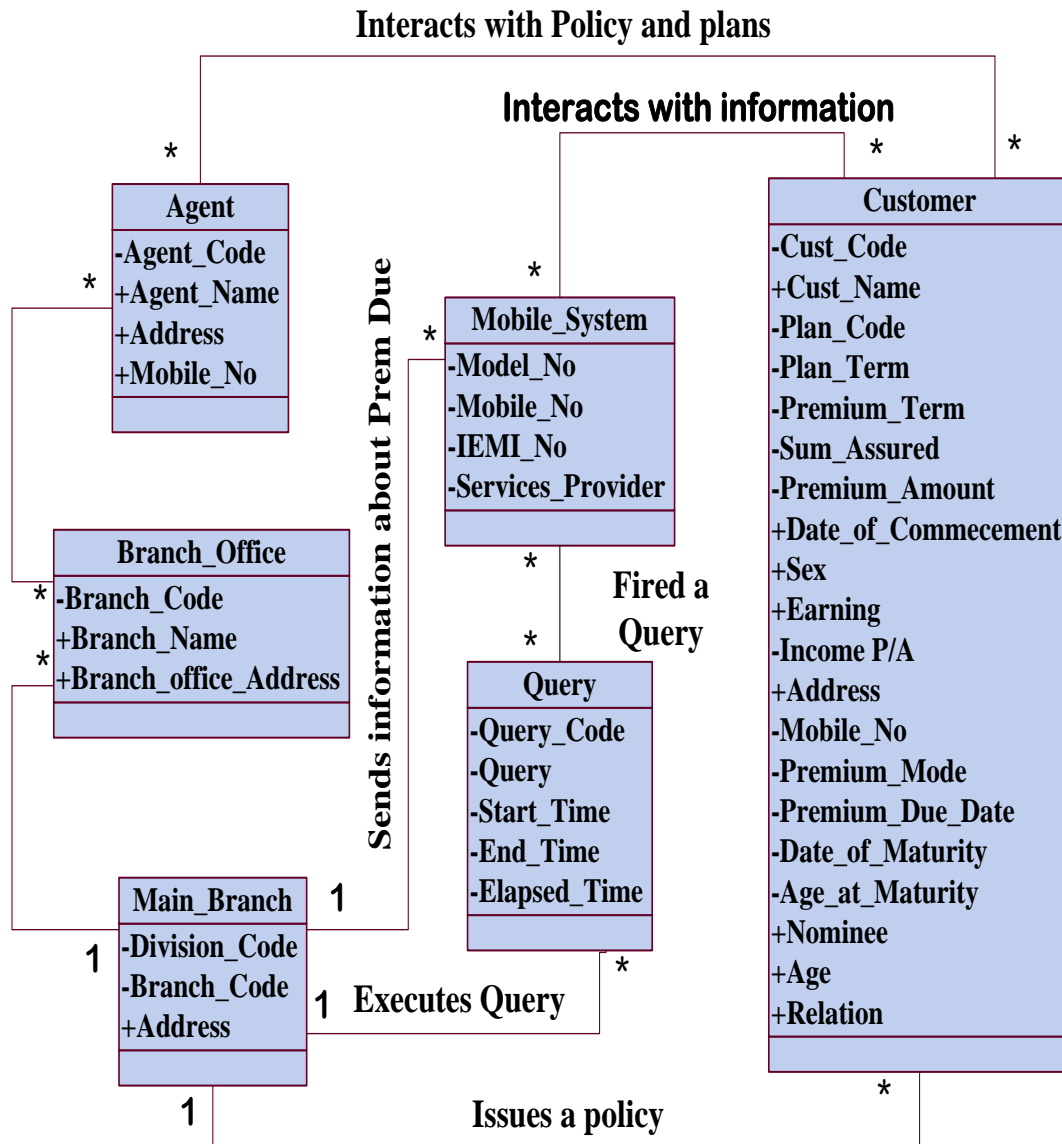 Interacts with Policy and plans
Interacts with information
*
*
*
Agent
-Agent_Code
+Agent_Name
+Address
+Mobile_No
*
Customer
-Cust_Code
+Cust_Name
-Plan_Code
-Plan_Term
-Premium_Term
-Sum_Assured
-Premium_Amount
+Date_of_Commecement
+Sex
+Earning
-Income P/A
+Address
-Mobile_No
-Premium_Mode
-Premium_Due_Date
-Date_of_Maturity
-Age_at_Maturity
+Nominee
+Age
+Relation
*
*
Mobile_System
-Model_No
-Mobile_No
-IEMI_No
-Services_Provider
*
*
Sends information about Prem Due
Fired a
Query
*
Branch_Office
-Branch_Code
+Branch_Name
+Branch_office_Address
*
*
Query
-Query_Code
-Query
-Start_Time
-End_Time
-Elapsed_Time
*
Main_Branch
-Division_Code
-Branch_Code
+Address
1
1
1
Executes Query
1
Issues a policy